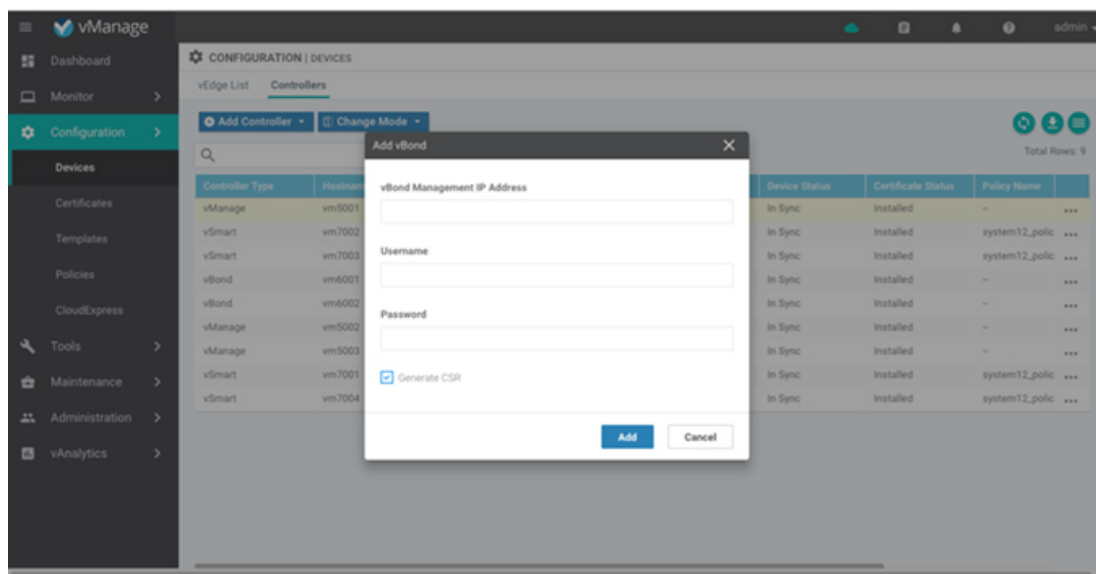 vManage
admin
Dashboard
CONFIGURATION | DEVICES
vEdge List Controllers
Monitor
Add Controller Change Mode
Configuration
Add vBond
Total Rows: 9
Devices
Controller Type Hostnam Device Status Certificate Status Policy Name
vBond Management IP Address
vManage vm5001 In Sync Installed --
Certificates
vSmart vm7002 In Sync Installed system12_polic ...
Templates
vSmart vm7003 In Sync Installed system12_polic ...
Username
Policies
vBond vm6001 In Sync Installed -- ...
CloudExpress
vBond vm6002 In Sync Installed -- ...
Password
vManage vm5002 In Sync Installed -- ...
Tools
vManage vm5003 In Sync Installed -- ...
Maintenance
vSmart vm7001 In Sync Installed system12_polic ...
Generate CSR
vSmart vm7004 In Sync Installed system12_polic ...
Administration
Add Cancel
vAnalytics